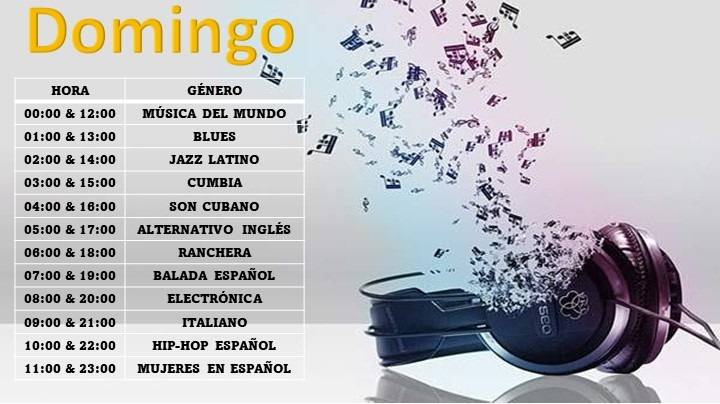 Domingo
HORA GÉNERO
00:00 & 12:00 MÚSICA DEL MUNDO
01:00 & 13:00 BLUES
02:00 & 14:00 JAZZ LATINO
03:00 & 15:00 CUMBIA
04:00 & 16:00 SON CUBANO
05:00 & 17:00 ALTERNATIVO INGLÉS
06:00 & 18:00 RANCHERA
07:00 & 19:00 BALADA ESPAÑOL
08:00 & 20:00 ELECTRÓNICA
09:00 & 21:00 ITALIANO
10:00 & 22:00 HIP-HOP ESPAÑOL
11:00 & 23:00 MUJERES EN ESPAÑOL